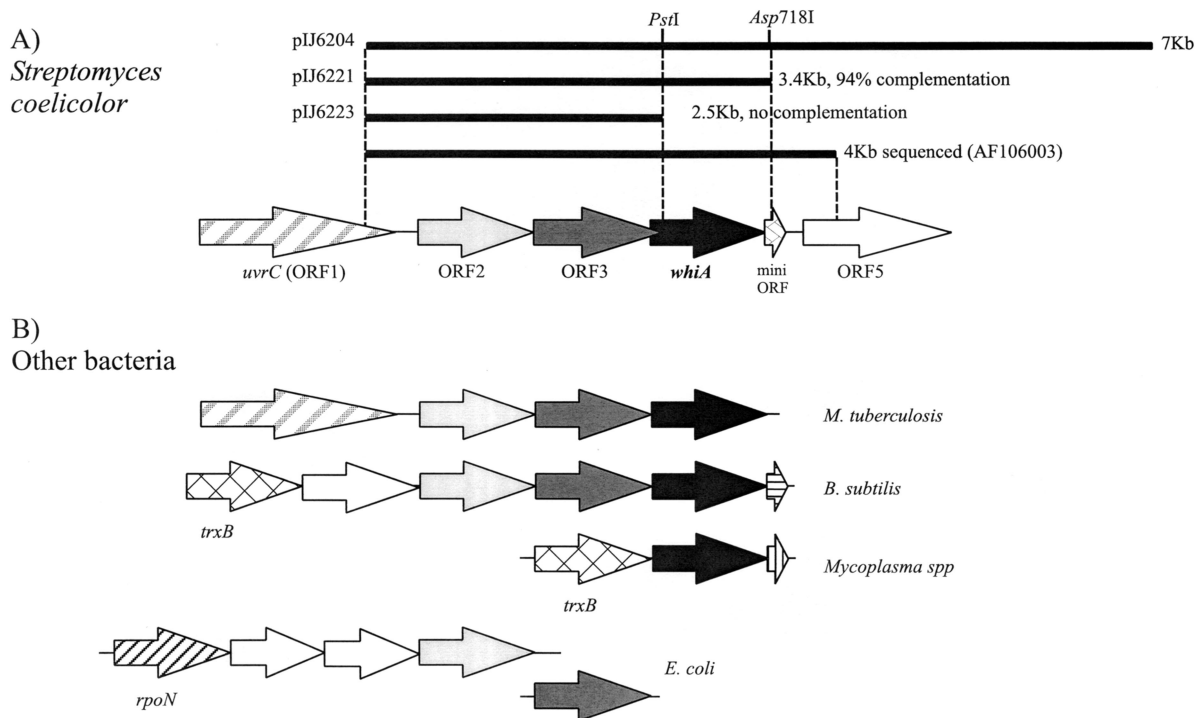 A)
Streptomyces
coelicolor
PstI
Asp718I
pIJ6204
7Kb
pIJ6221
3.4Kb, 94% complementation
pIJ6223
2.5Kb, no complementation
4Kb sequenced (AF106003)
uvrC (ORF1)
ORF2
ORF3
whiA
mini
ORF
ORF5
B)
Other bacteria
M. tuberculosis
B. subtilis
trxB
Mycoplasma spp
trxB
E. coli
rpoN